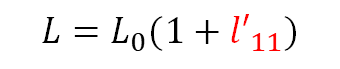 L = L₀(1 + l′₁₁)